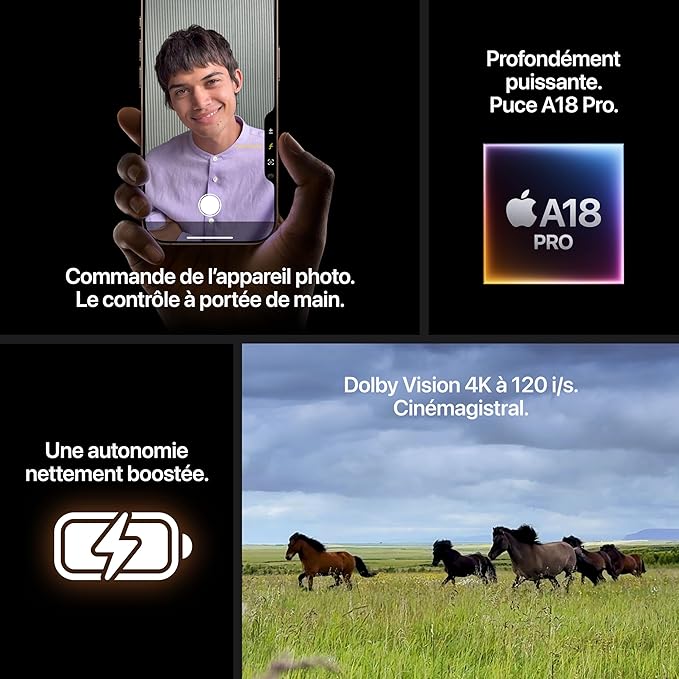 Commande de l’appareil photo.
Le contrôle à portée de main.
Profondément
puissante.
Puce A18 Pro.
A18
PRO
Une autonomie
nettement boostée.
Dolby Vision 4K à 120 i/s.
Cinémagistral.